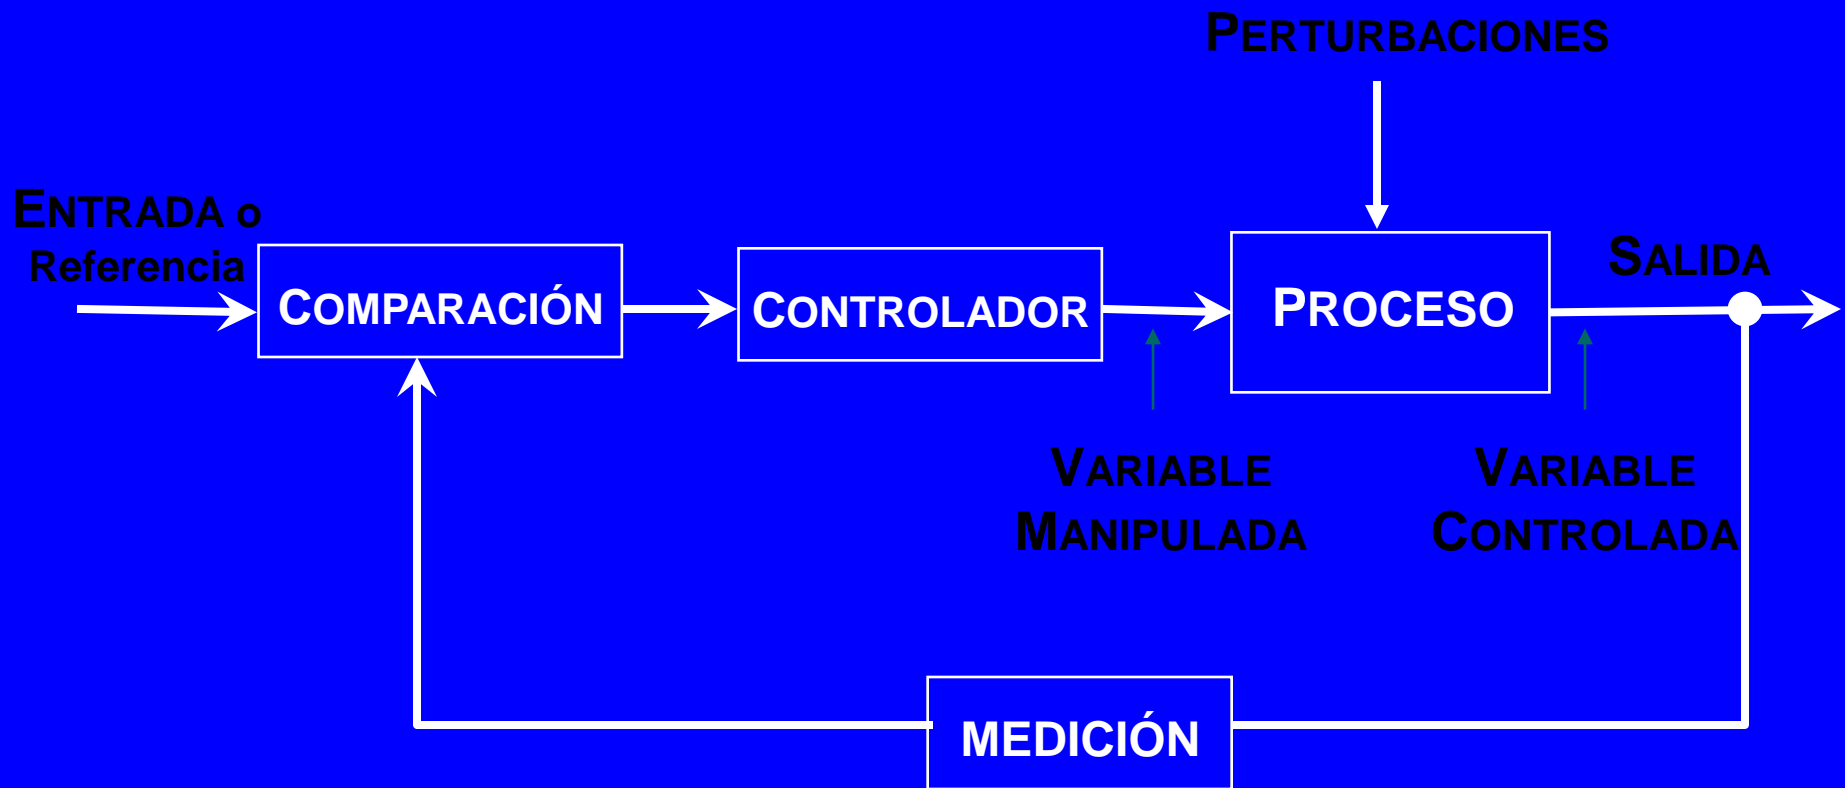 PERTURBACIONES
ENTRADA o
Referencia
COMPARACIÓN
CONTROLADOR
PROCESO
SALIDA
VARIABLE
MANIPULADA
VARIABLE
CONTROLADA
MEDICIÓN